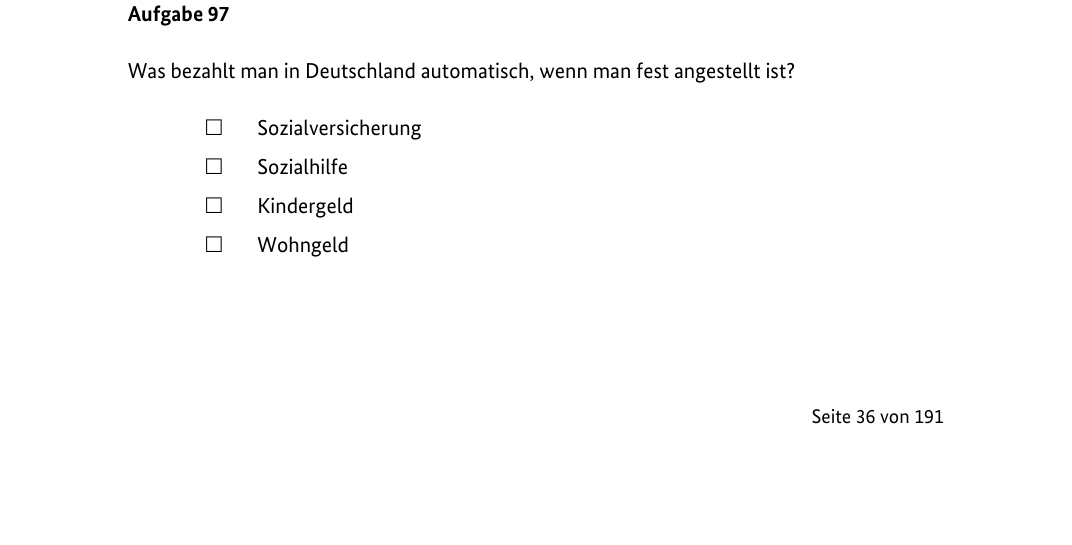 Aufgabe 97
Was bezahlt man in Deutschland automatisch, wenn man fest angestellt ist?
☐ Sozialversicherung
☐ Sozialhilfe
☐ Kindergeld
☐ Wohngeld
Seite 36 von 191